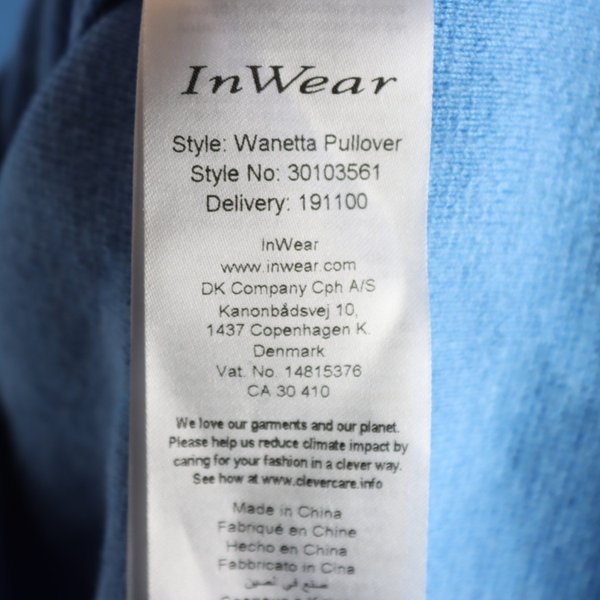 InWear
Style: Wanetta Pullover
Style No: 30103561
Delivery: 191100
InWear
www.inwear.com
DK Company Cph A/S
Kanonbådsvej 10,
1437 Copenhagen K.
Denmark
Vat. No. 14815376
CA 30 410
We love our garments and our planet.
Please help us reduce climate impact by
caring for your fashion in a clever way.
See how at www.clevercare.info
Made in China
Fabriqué en Chine
Hecho en China
Fabbricato in Cina
صنع في الصين